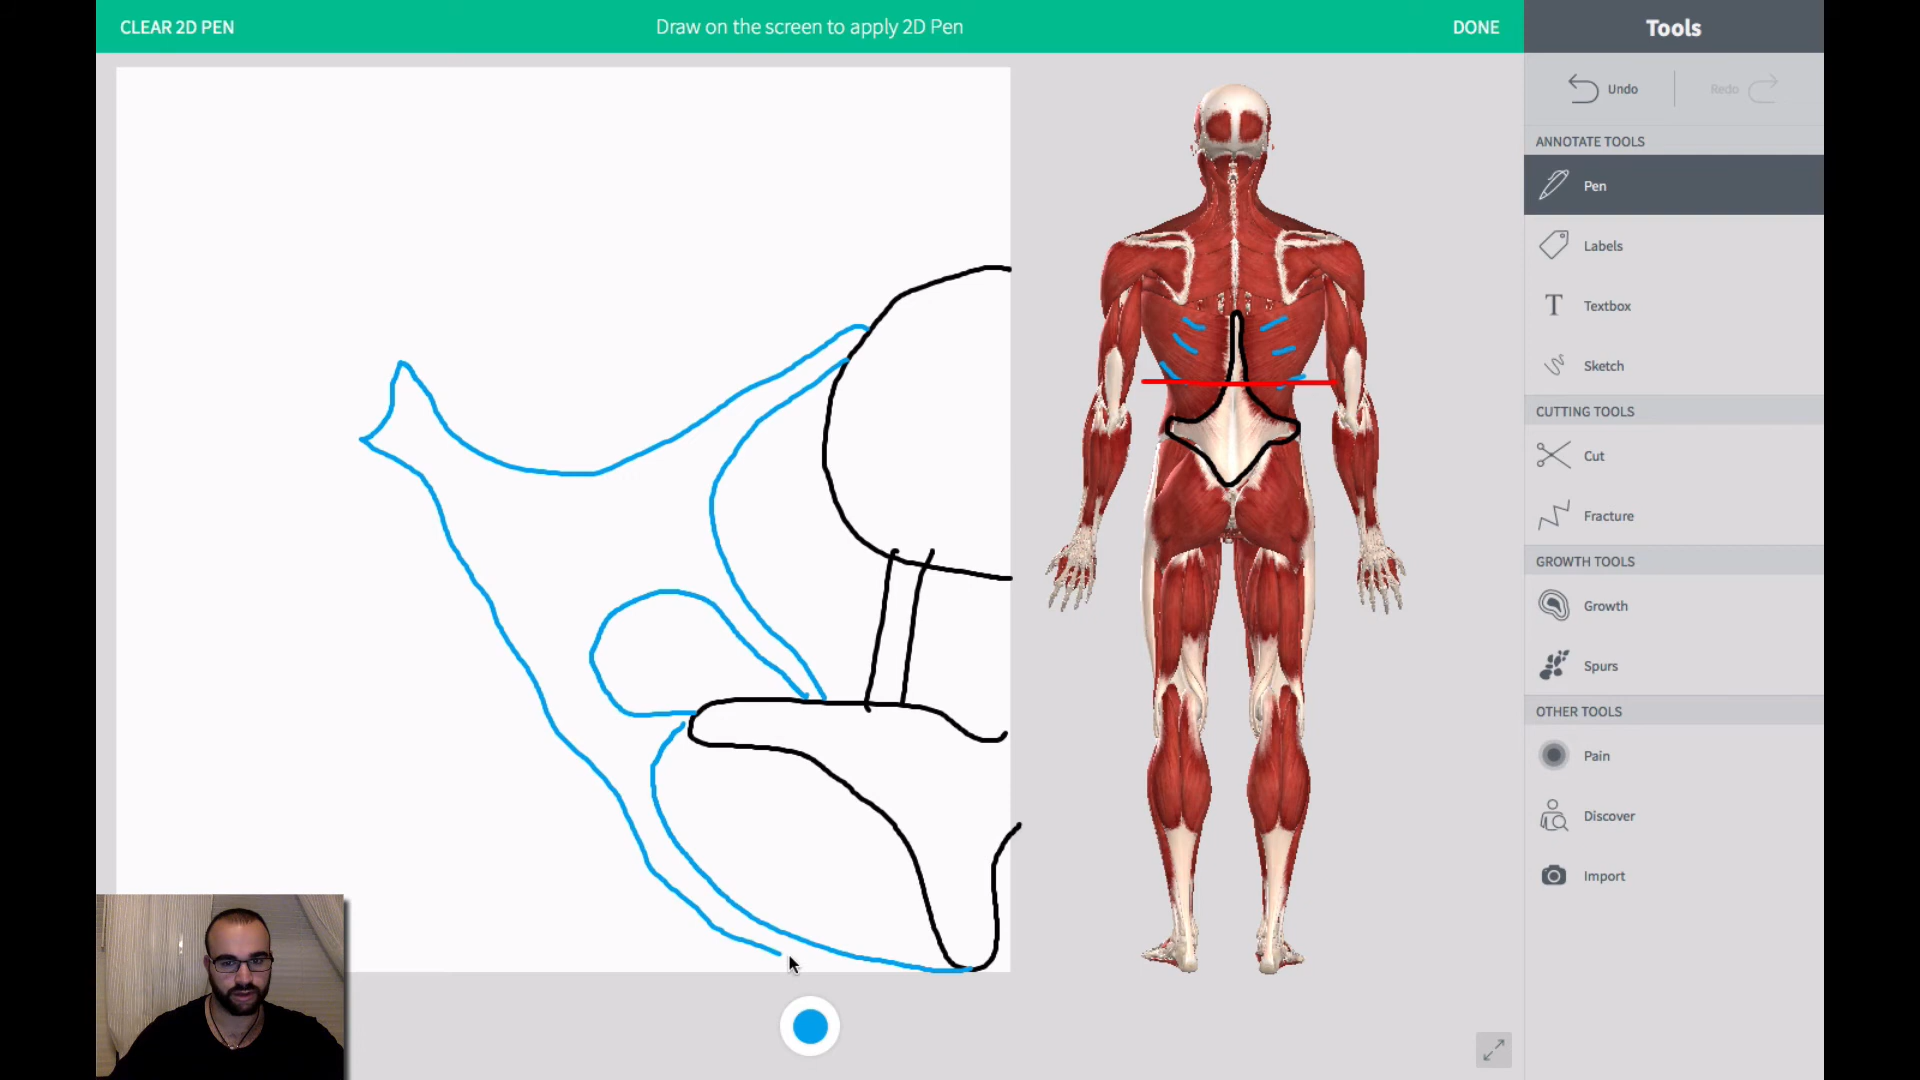 CLEAR 2D PEN
Draw on the screen to apply 2D Pen
DONE
Tools
Undo
Redo
ANNOTATE TOOLS
Pen
Labels
T Textbox
Sketch
CUTTING TOOLS
Cut
Fracture
GROWTH TOOLS
Growth
Spurs
OTHER TOOLS
Pain
Discover
Import